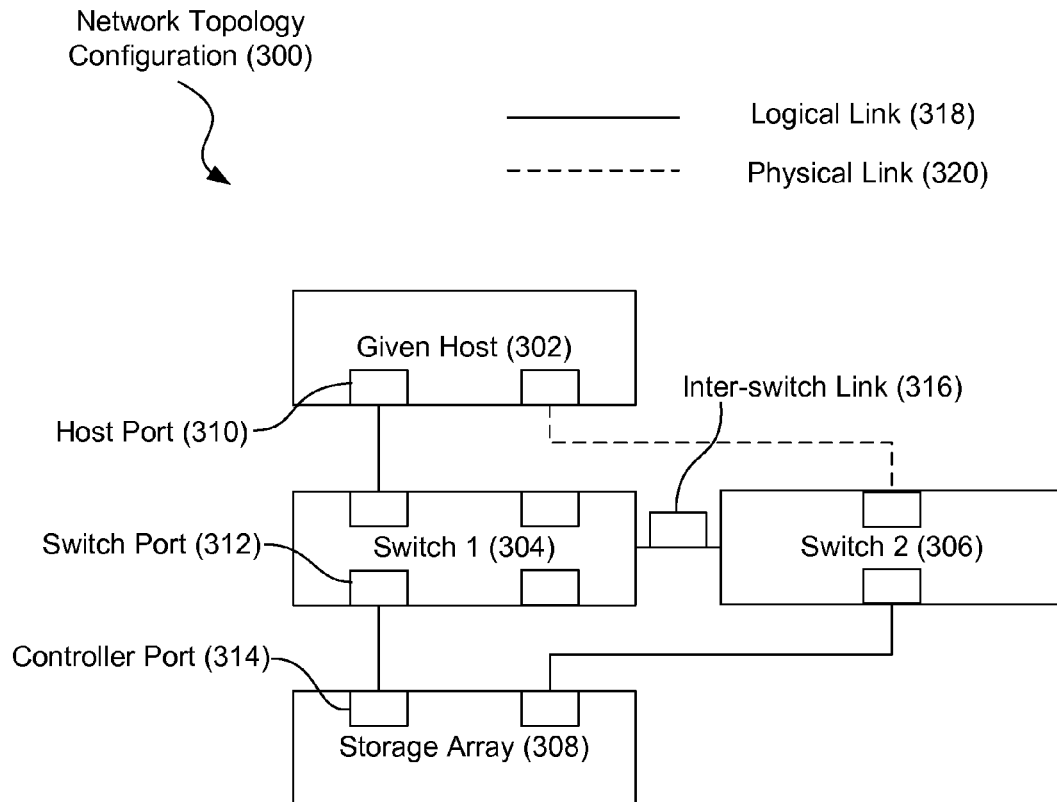 Network Topology
Configuration (300)
Logical Link (318)
Physical Link (320)
Given Host (302)
Inter-switch Link (316)
Host Port (310)
Switch Port (312)
Switch 1 (304)
Switch 2 (306)
Controller Port (314)
Storage Array (308)